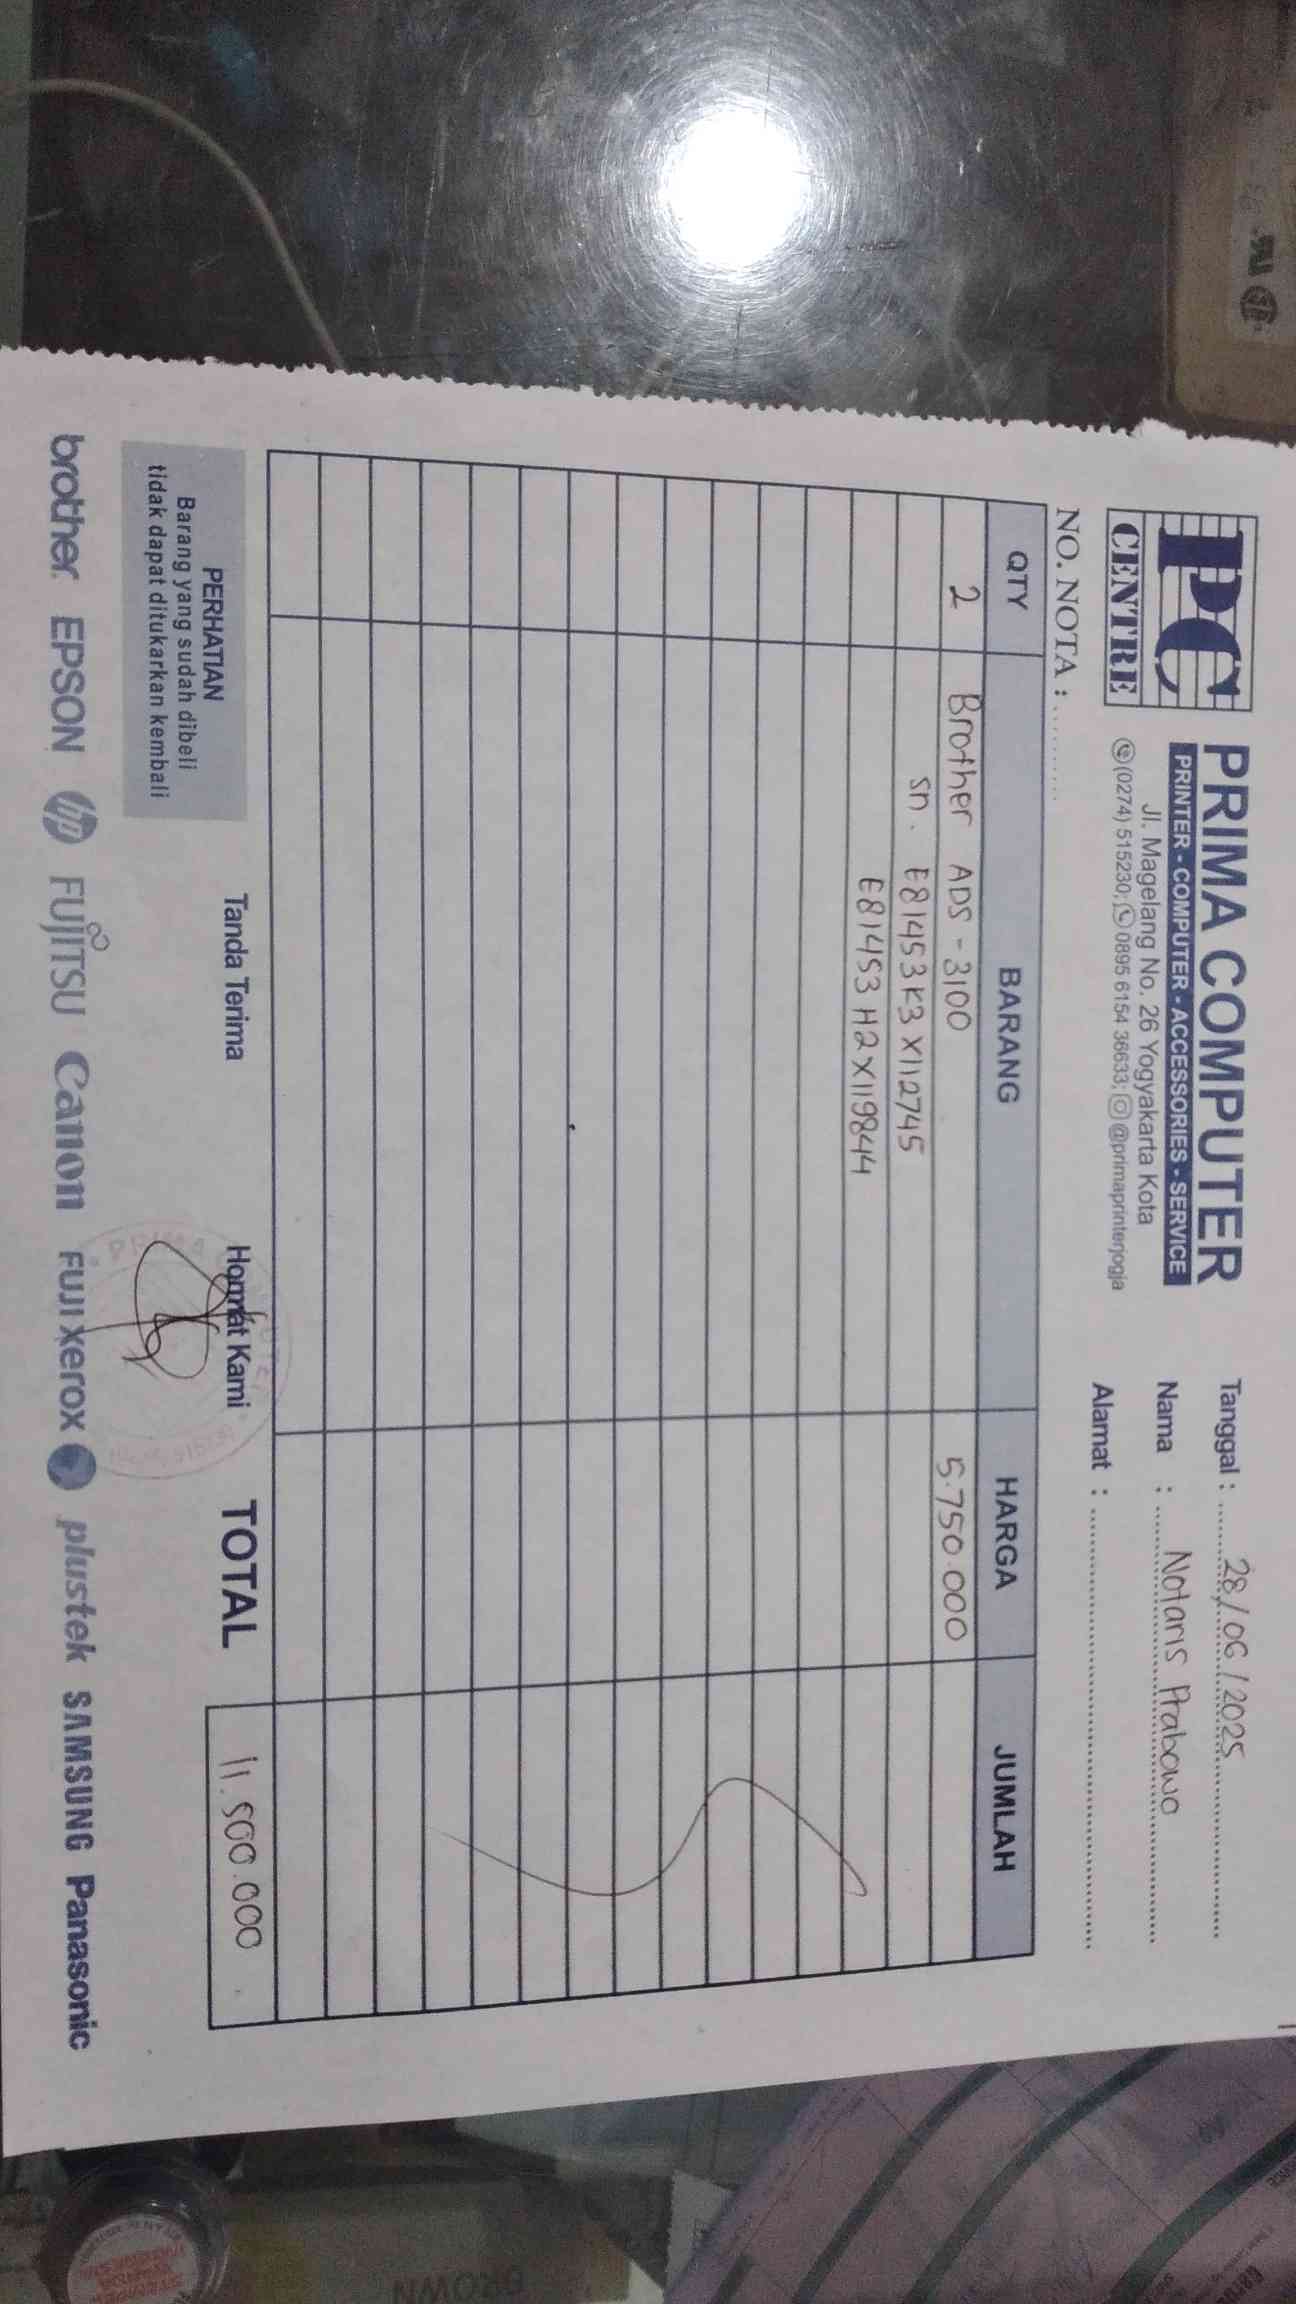 PC
CENTRE
PRIMA COMPUTER
PRINTER - COMPUTER - ACCESSORIES - SERVICE
Jl. Magelang No. 26 Yogyakarta Kota
(0274) 515230; 0895 6154 36633; @primaprinterjogja
Tanggal : 28/06/2025
Nama : Notaris Prabowo
Alamat :
NO. NOTA :
QTY BARANG HARGA JUMLAH
2 Brother ADS-3100 5.750.000
sn. E81453K3X112745
E81453H2X119844
PERHATIAN
Barang yang sudah dibeli
tidak dapat ditukarkan kembali
Tanda Terima
Hormat Kami
TOTAL 11.500.000
brother EPSON hp FUJITSU Canon FUJI xerox plustek SAMSUNG Panasonic
BROWN